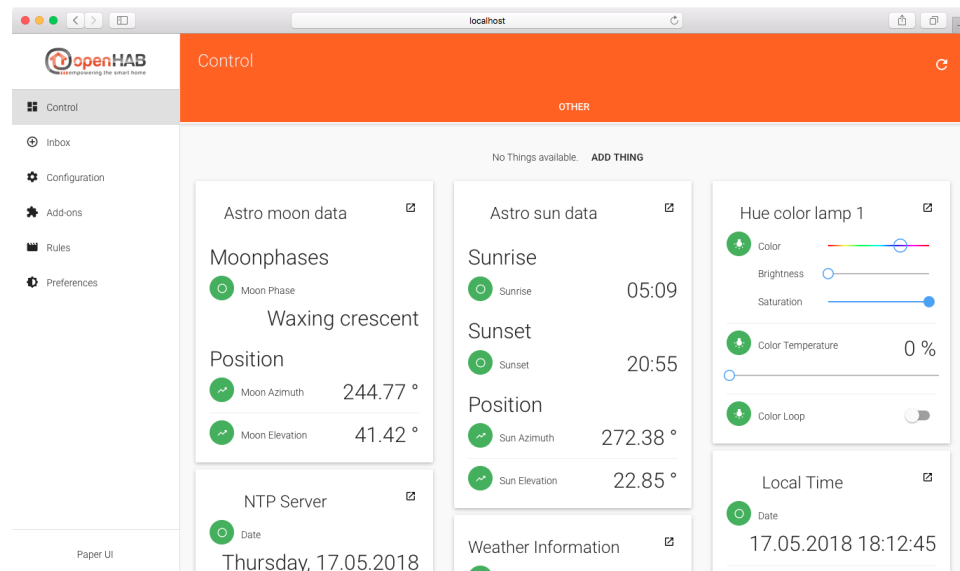 localhost
openHAB
empowering the smart home
Control
Inbox
Configuration
Add-ons
Rules
Preferences
Paper UI
Control
OTHER
No Things available. ADD THING
Astro moon data
Moonphases
Moon Phase
Waxing crescent
Position
Moon Azimuth 244.77 °
Moon Elevation 41.42 °
NTP Server
Date
Thursday, 17.05.2018
Astro sun data
Sunrise
Sunrise 05:09
Sunset
Sunset 20:55
Position
Sun Azimuth 272.38 °
Sun Elevation 22.85 °
Weather Information
Hue color lamp 1
Color
Brightness
Saturation
Color Temperature 0 %
Color Loop
Local Time
Date
17.05.2018 18:12:45